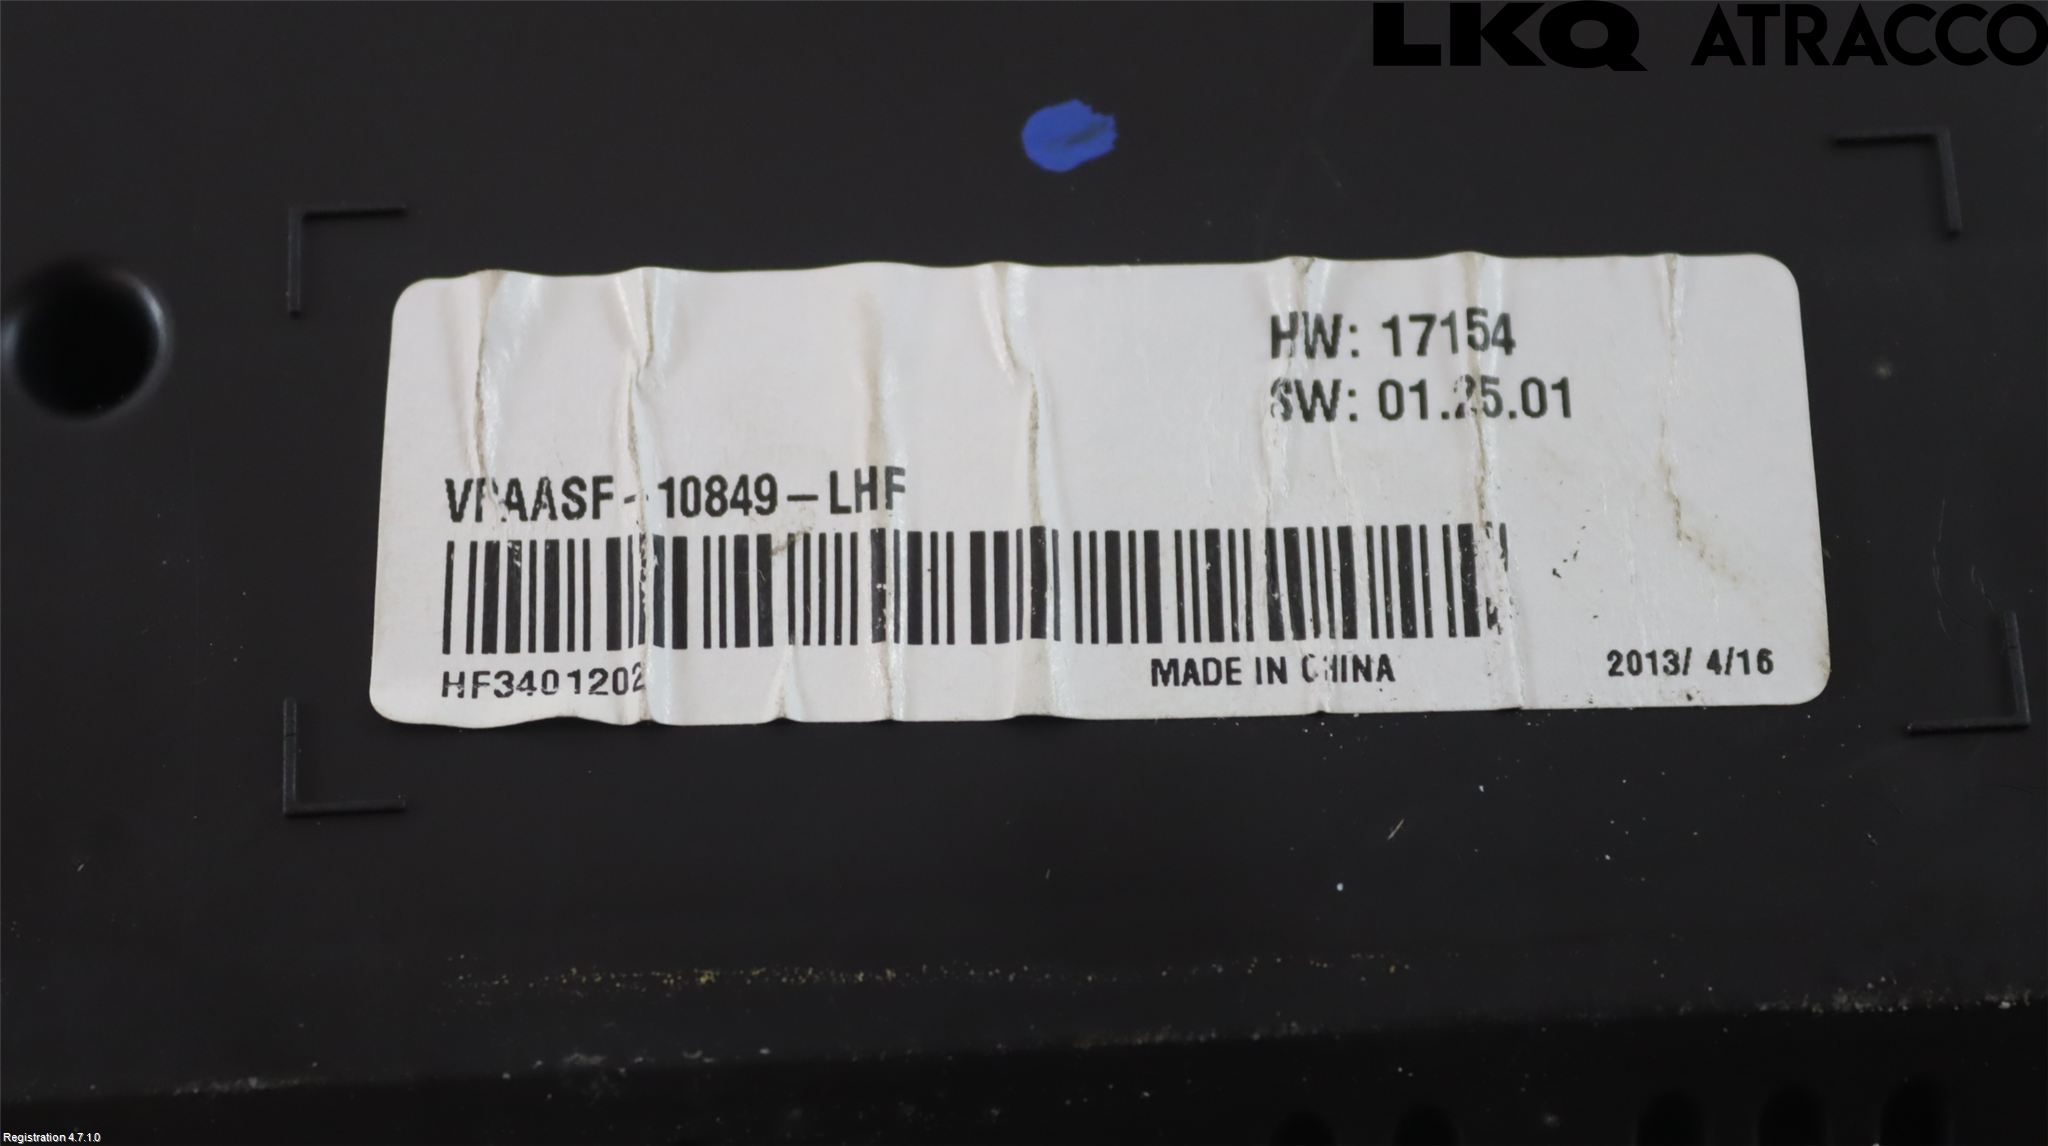 LKQ ATRACCO
HW: 17154
SW: 01.25.01
VPAASF-10849-LHF
HF3401202
MADE IN CHINA
2013/ 4/16
Registration 4.7.1.0